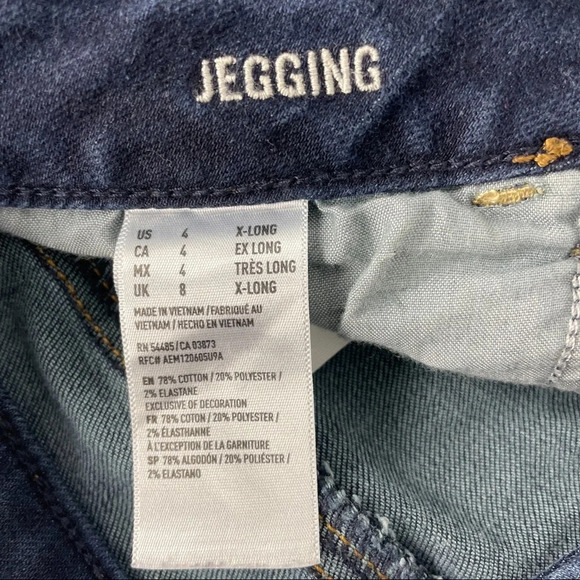 JEGGING
US 4 X-LONG
CA 4 EX LONG
MX 4 TRÈS LONG
UK 8 X-LONG
MADE IN VIETNAM / FABRIQUÉ AU
VIETNAM / HECHO EN VIETNAM
RN 54485 / CA 03873
RFC# AEM120605U9A
EN 78% COTTON / 20% POLYESTER /
2% ELASTANE
EXCLUSIVE OF DECORATION
FR 78% COTON / 20% POLYESTER /
2% ÉLASTHANNE
À L'EXCEPTION DE LA GARNITURE
SP 78% ALGODÓN / 20% POLIÉSTER /
2% ELASTANO